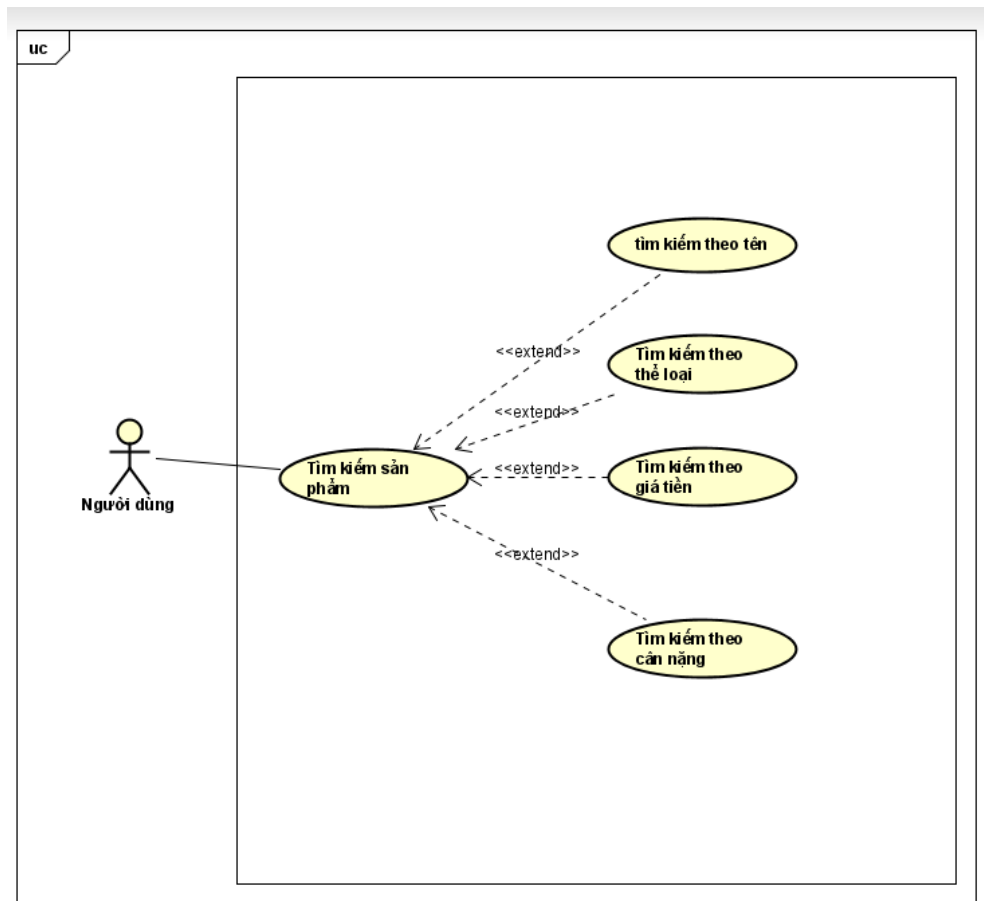 uc
tìm kiếm theo tên
<<extend>>
Tìm kiếm theo
thể loại
<<extend>>
Tìm kiếm sản
phẩm
<<extend>>
Tìm kiếm theo
giá tiền
Người dùng
<<extend>>
Tìm kiếm theo
cân nặng